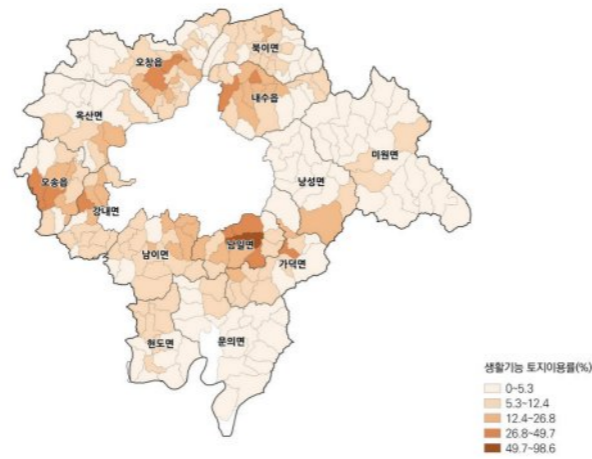 북이면
오창읍
내수읍
옥산면
미원면
오송읍
낭성면
강내면
남일면
남이면
가덕면
현도면
문의면
생활기능 토지이용률(%)
0~5.3
5.3~12.4
12.4~26.8
26.8~49.7
49.7~98.6